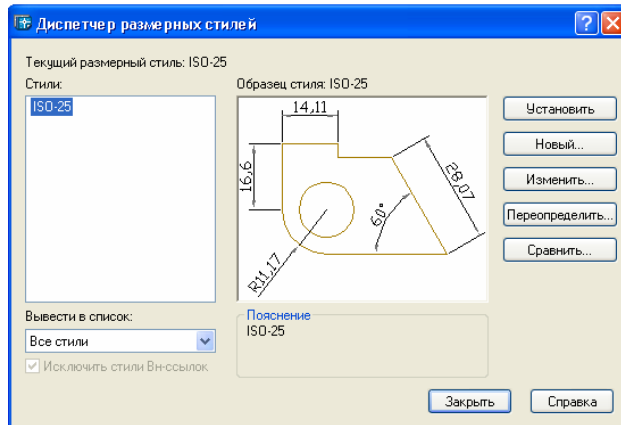 Диспетчер размерных стилей
Текущий размерный стиль: ISO-25
Стили:
ISO-25
Образец стиля: ISO-25
14,11
16,6
28,07
60°
R11,17
Установить
Новый...
Изменить...
Переопределить...
Сравнить...
Вывести в список:
Все стили
Исключить стили Вн-ссылок
Пояснение
ISO-25
Закрыть
Справка